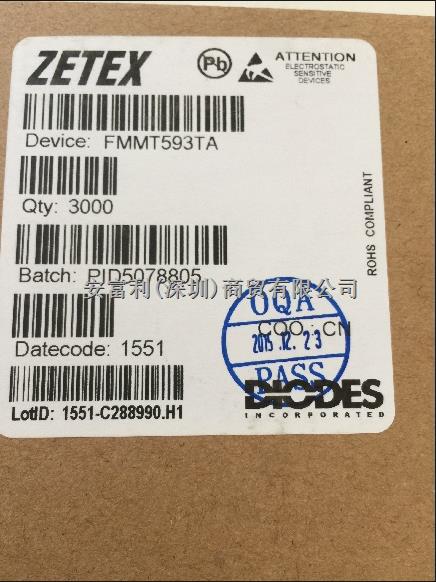 ZETEX
Pb
ATTENTION
ELECTROSTATIC
SENSITIVE
DEVICES
Device: FMMT593TA
Qty: 3000
ROHS COMPLIANT
Batch: PID5078805
安富利(深圳)商贸有限公司
OQA
COO: CN
2015.12.23
PASS
Datecode: 1551
DIODES
INCORPORATED
LotID: 1551-C288990.H1